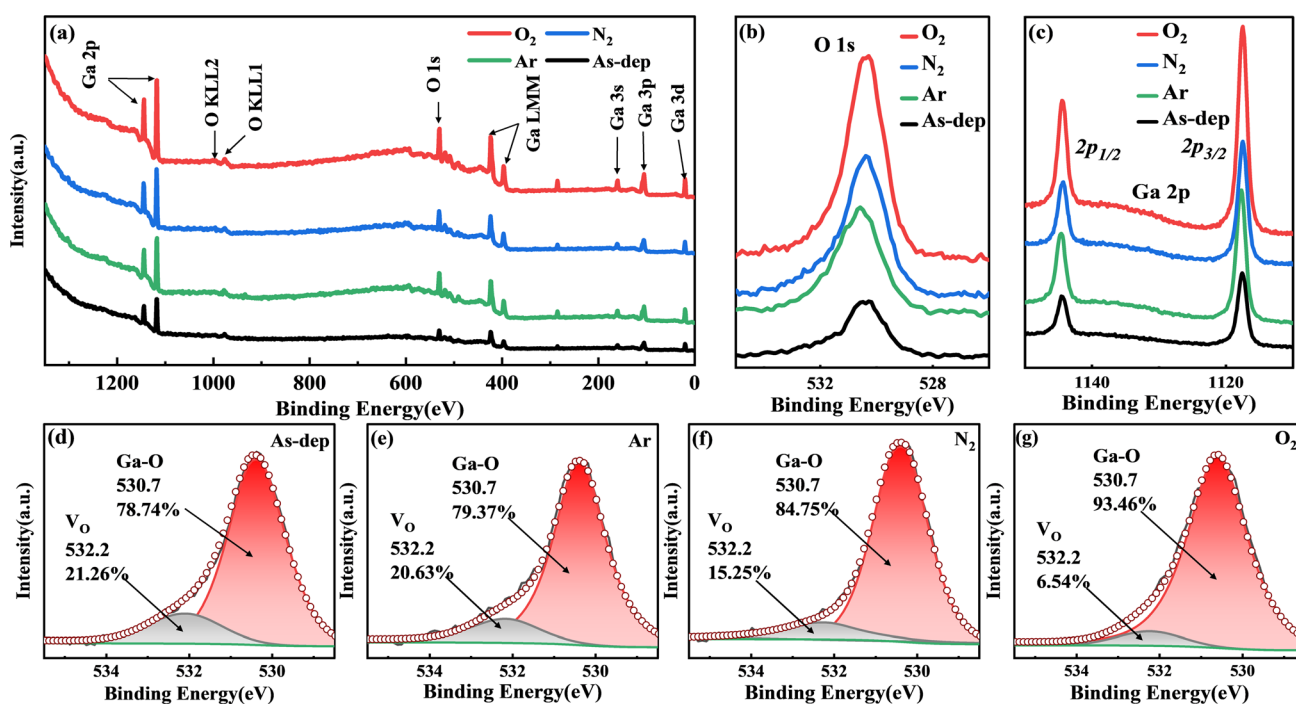 (a)
O₂
N₂
Ar
As-dep
Ga 2p
O KLL2
O KLL1
O 1s
Ga LMM
Ga 3s
Ga 3p
Ga 3d
Intensity(a.u.)
1200 1000 800 600 400 200 0
Binding Energy(eV)
(b)
O 1s
O₂
N₂
Ar
As-dep
532 528
Binding Energy(eV)
(c)
O₂
N₂
Ar
As-dep
2p₁/₂
2p₃/₂
Ga 2p
1140 1120
Binding Energy(eV)
(d)
As-dep
Ga-O
530.7
78.74%
V_O
532.2
21.26%
Intensity(a.u.)
534 532 530
Binding Energy(eV)
(e)
Ar
Ga-O
530.7
79.37%
V_O
532.2
20.63%
Intensity(a.u.)
534 532 530
Binding Energy(eV)
(f)
N₂
Ga-O
530.7
84.75%
V_O
532.2
15.25%
Intensity(a.u.)
534 532 530
Binding Energy(eV)
(g)
O₂
Ga-O
530.7
93.46%
V_O
532.2
6.54%
Intensity(a.u.)
534 532 530
Binding Energy(eV)